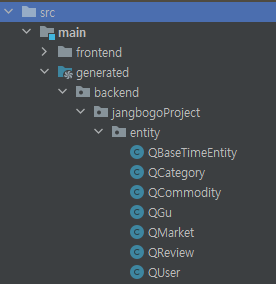 src
main
frontend
generated
backend
jangbogoProject
entity
QBaseTimeEntity
QCategory
QCommodity
QGu
QMarket
QReview
QUser